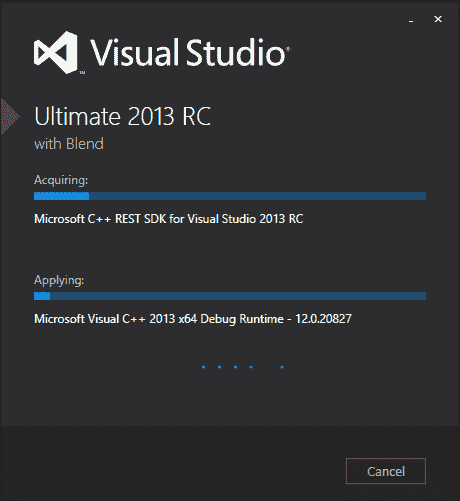 Visual Studio®
™
Ultimate 2013 RC
with Blend
Acquiring:
Microsoft C++ REST SDK for Visual Studio 2013 RC
Applying:
Microsoft Visual C++ 2013 x64 Debug Runtime - 12.0.20827
Cancel